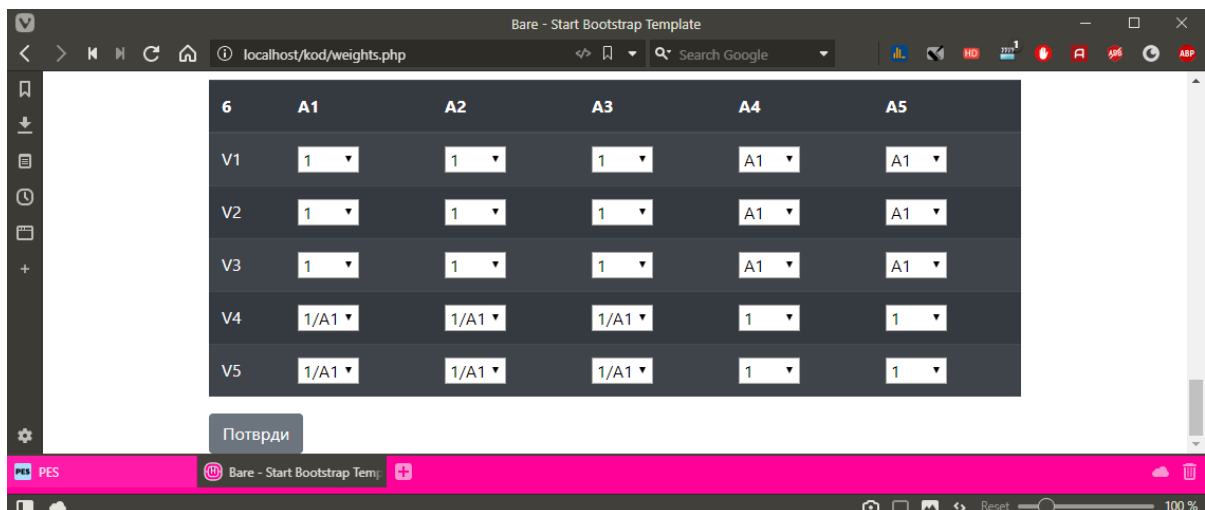 Bare - Start Bootstrap Template
localhost/kod/weights.php Search Google
6 A1 A2 A3 A4 A5
V1 1 1 1 A1 A1
V2 1 1 1 A1 A1
V3 1 1 1 A1 A1
V4 1/A1 1/A1 1/A1 1 1
V5 1/A1 1/A1 1/A1 1 1
Потврди
PES PES Bare - Start Bootstrap Temp
Reset 100 %